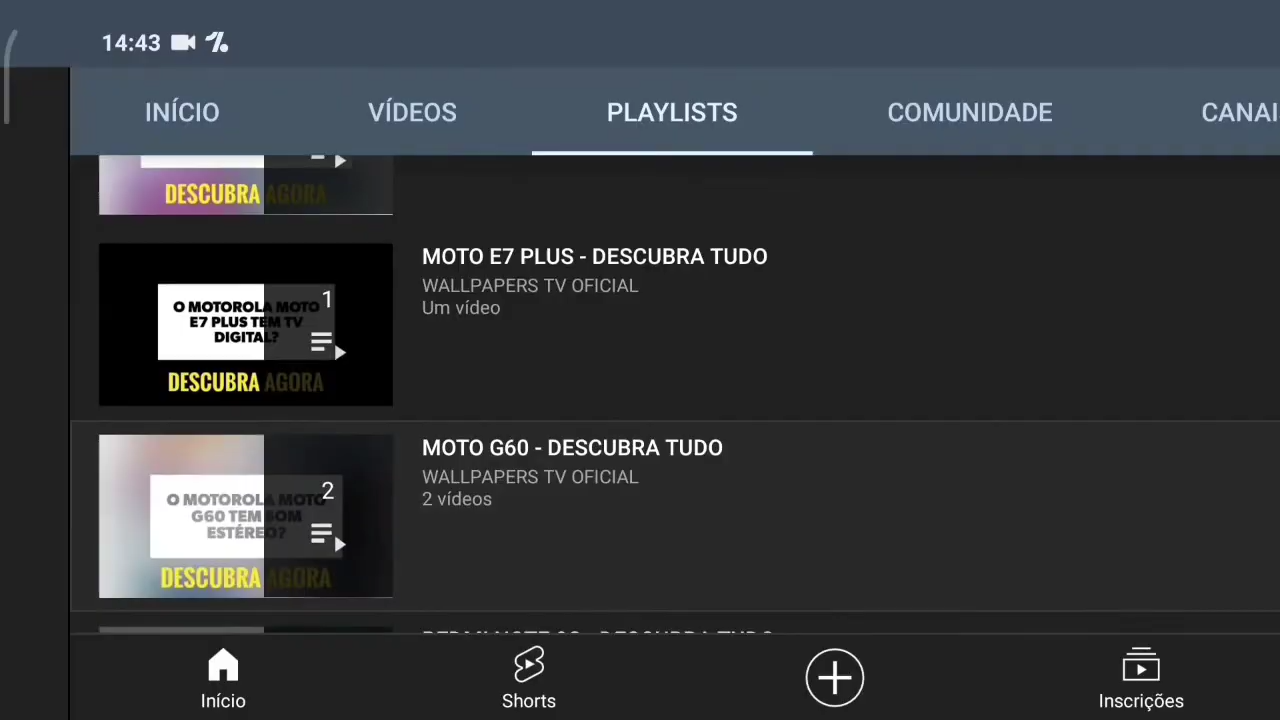 14:43
INÍCIO VÍDEOS PLAYLISTS COMUNIDADE CANAI
DESCUBRA AGORA
O MOTOROLA MOTO
E7 PLUS TEM TV
DIGITAL?
1
DESCUBRA AGORA
MOTO E7 PLUS - DESCUBRA TUDO
WALLPAPERS TV OFICIAL
Um vídeo
O MOTOROLA MOTO
G60 TEM BOM
ESTÉREO?
2
DESCUBRA AGORA
MOTO G60 - DESCUBRA TUDO
WALLPAPERS TV OFICIAL
2 vídeos
Início Shorts Inscrições